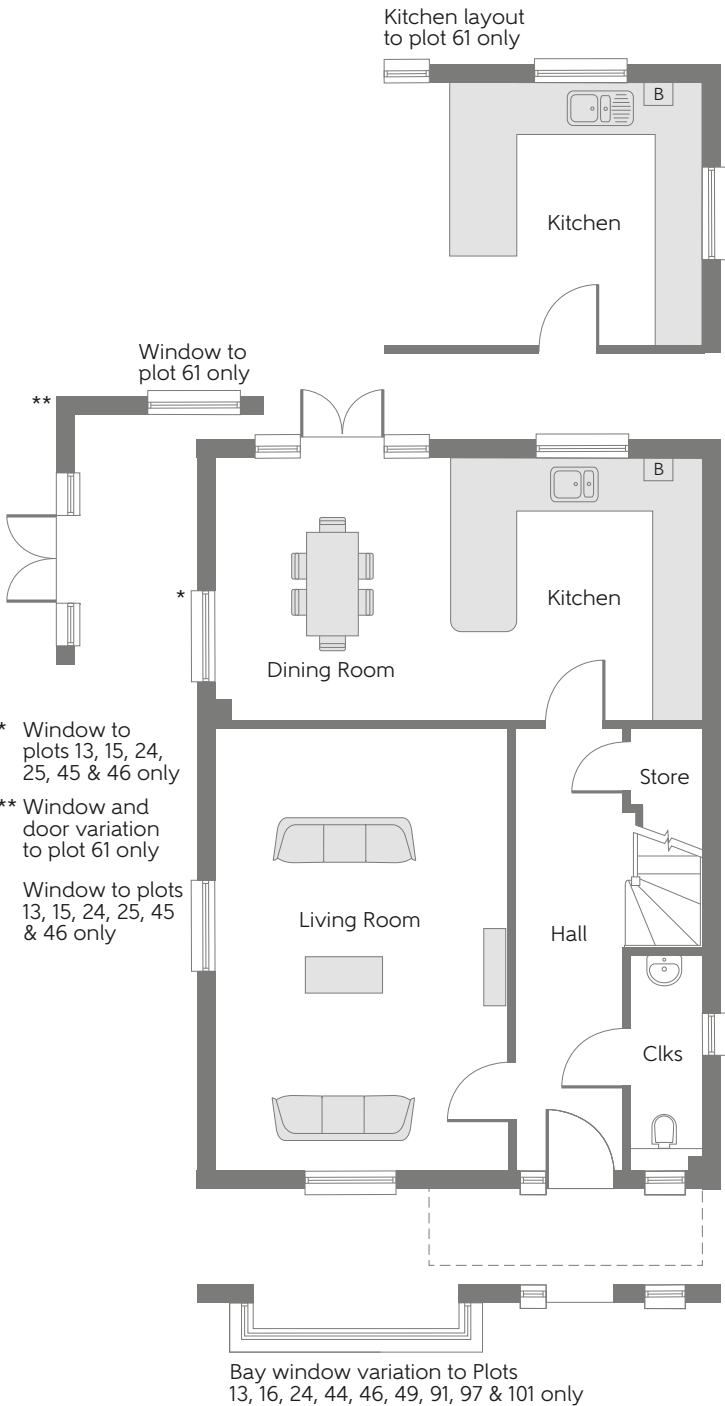 Kitchen layout
to plot 61 only
B
Kitchen
Window to
plot 61 only
**
B
*
Kitchen
Dining Room
* Window to
plots 13, 15, 24,
25, 45 & 46 only
Store
** Window and
door variation
to plot 61 only
Window to plots
13, 15, 24, 25, 45
& 46 only
Living Room
Hall
Clks
Bay window variation to Plots
13, 16, 24, 44, 46, 49, 91, 97 & 101 only